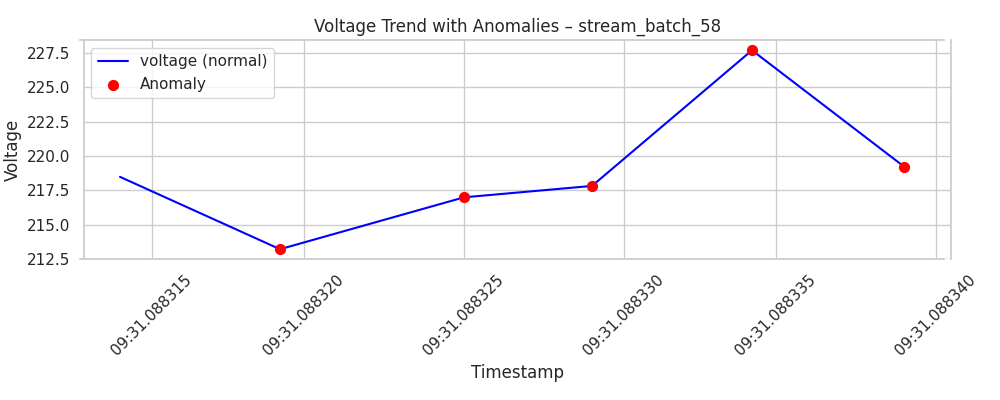 Voltage Trend with Anomalies – stream_batch_58
voltage (normal)
Anomaly
Voltage
227.5
225.0
222.5
220.0
217.5
215.0
212.5
09:31.088315
09:31.088320
09:31.088325
09:31.088330
09:31.088335
09:31.088340
Timestamp